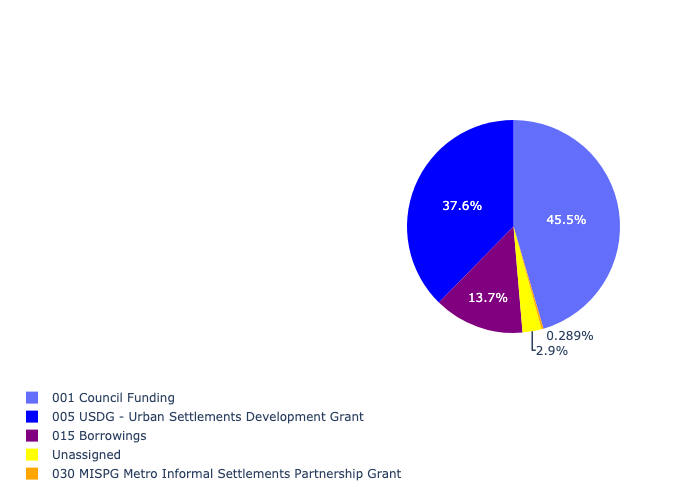 37.6%
45.5%
13.7%
0.289%
2.9%
001 Council Funding
005 USDG - Urban Settlements Development Grant
015 Borrowings
Unassigned
030 MISPG Metro Informal Settlements Partnership Grant